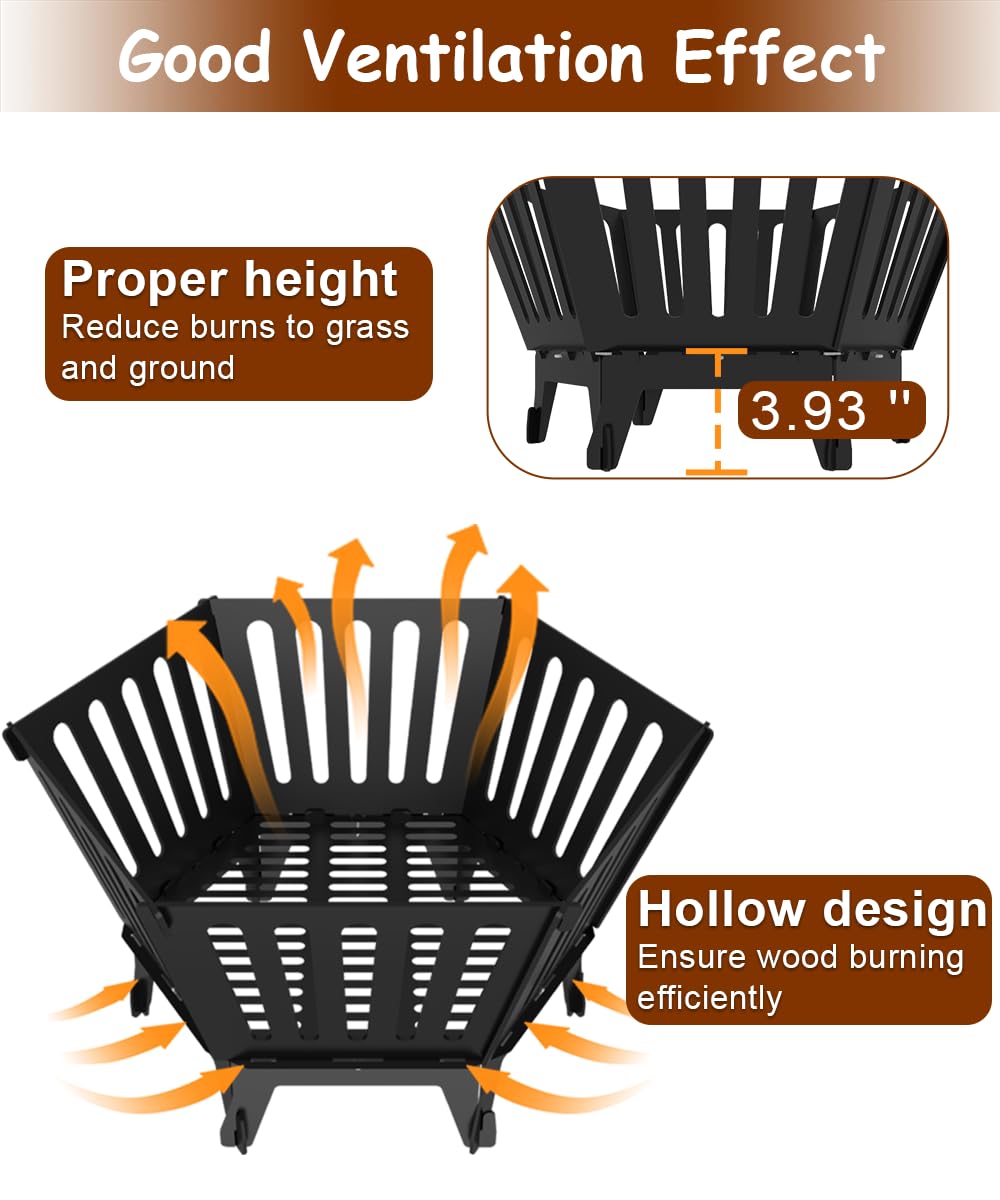 Good Ventilation Effect
Proper height
Reduce burns to grass
and ground
3.93 ''
Hollow design
Ensure wood burning
efficiently